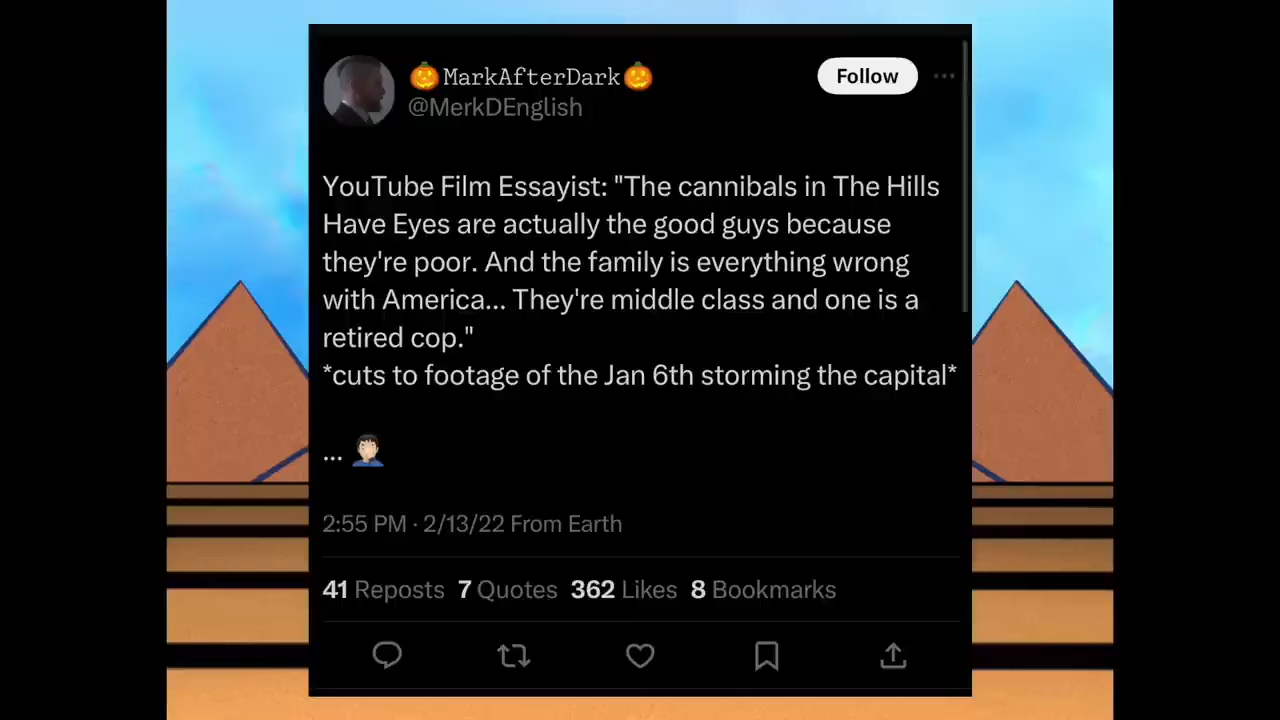 🎃MarkAfterDark🎃
@MerkDEnglish
Follow
YouTube Film Essayist: "The cannibals in The Hills
Have Eyes are actually the good guys because
they're poor. And the family is everything wrong
with America... They're middle class and one is a
retired cop."
*cuts to footage of the Jan 6th storming the capital*
... 🤦🏻‍♂️
2:55 PM · 2/13/22 From Earth
41 Reposts 7 Quotes 362 Likes 8 Bookmarks